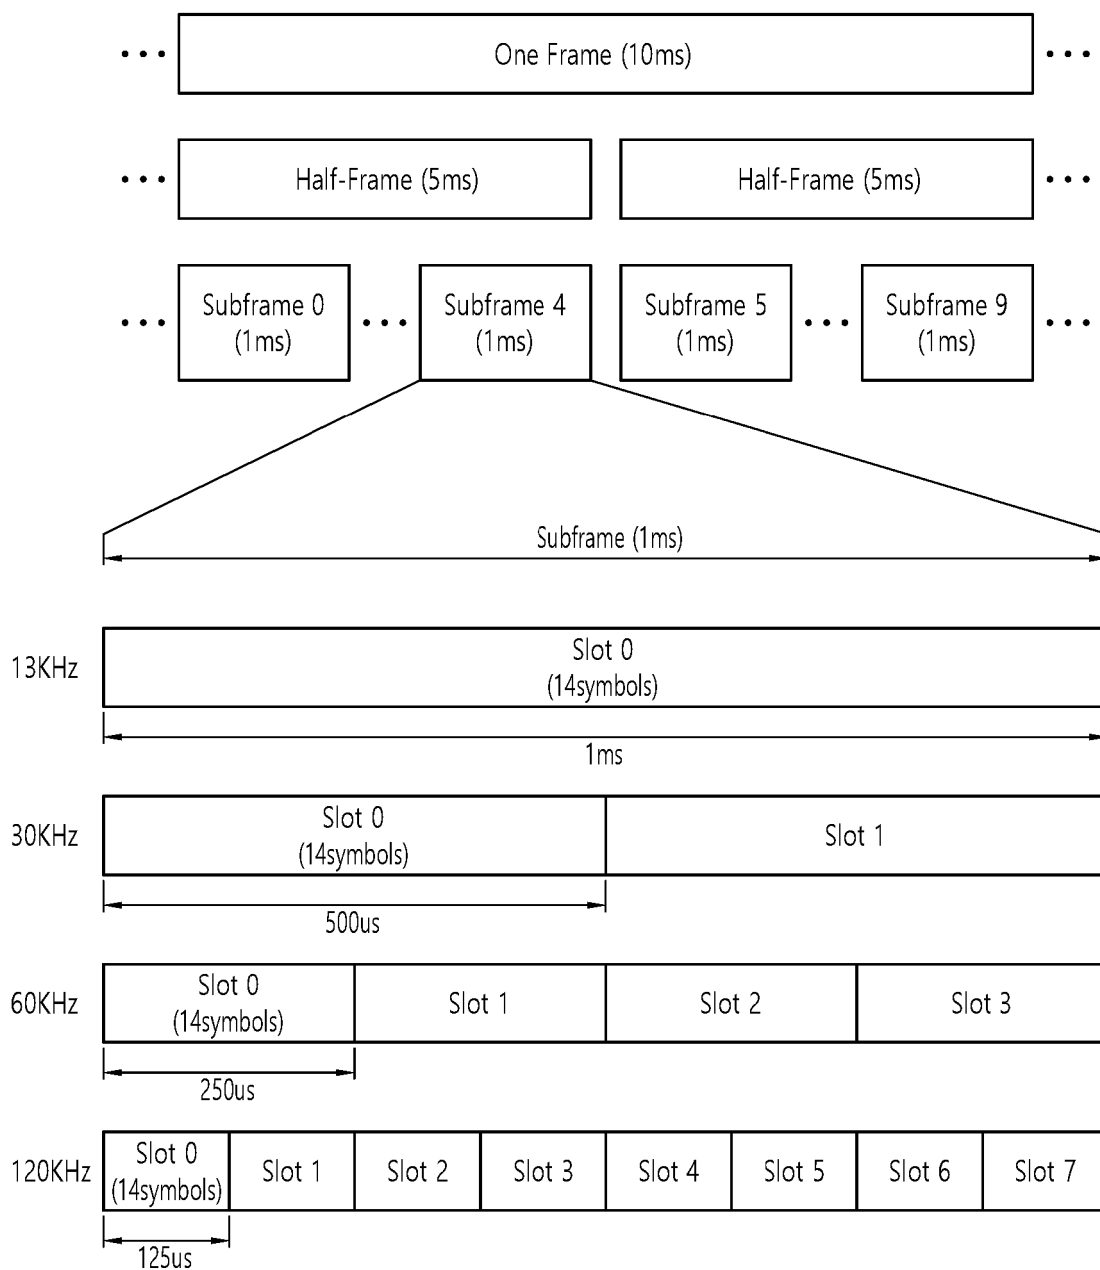 One Frame (10ms)
Half-Frame (5ms)
Half-Frame (5ms)
Subframe 0
(1ms)
Subframe 4
(1ms)
Subframe 5
(1ms)
Subframe 9
(1ms)
Subframe (1ms)
13KHz
Slot 0
(14symbols)
1ms
30KHz
Slot 0
(14symbols)
Slot 1
500us
60KHz
Slot 0
(14symbols)
Slot 1
Slot 2
Slot 3
250us
120KHz
Slot 0
(14symbols)
Slot 1
Slot 2
Slot 3
Slot 4
Slot 5
Slot 6
Slot 7
125us